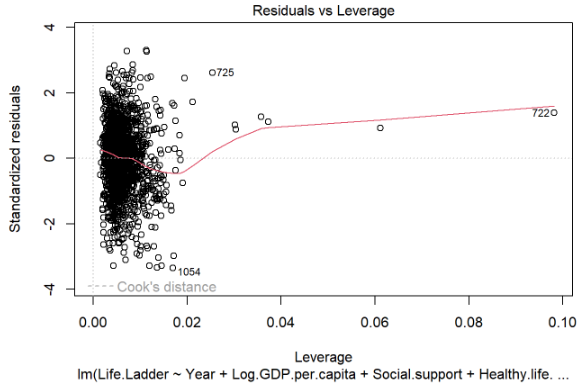 Residuals vs Leverage
Standardized residuals
4
2
0
-2
-4
725
722
1054
Cook's distance
0.00
0.02
0.04
0.06
0.08
0.10
Leverage
lm(Life.Ladder ~ Year + Log.GDP.per.capita + Social.support + Healthy.life. ...